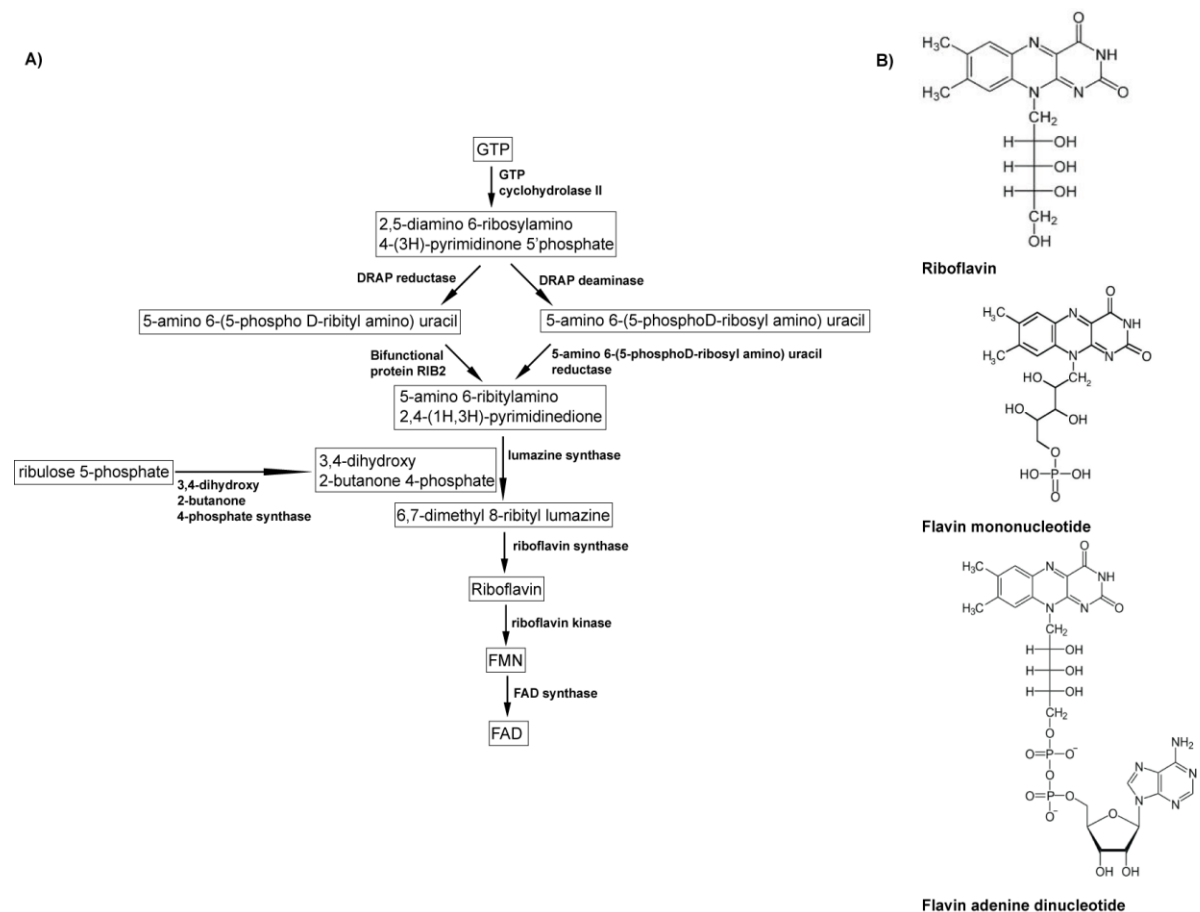 A)
GTP
GTP
cyclohydrolase II
2,5-diamino 6-ribosylamino
4-(3H)-pyrimidinone 5'phosphate
DRAP reductase
DRAP deaminase
5-amino 6-(5-phospho D-ribityl amino) uracil
5-amino 6-(5-phosphoD-ribosyl amino) uracil
Bifunctional
protein RIB2
5-amino 6-(5-phosphoD-ribosyl amino) uracil
reductase
5-amino 6-ribitylamino
2,4-(1H,3H)-pyrimidinedione
lumazine synthase
ribulose 5-phosphate
3,4-dihydroxy
2-butanone
4-phosphate synthase
3,4-dihydroxy
2-butanone 4-phosphate
6,7-dimethyl 8-ribityl lumazine
riboflavin synthase
Riboflavin
riboflavin kinase
FMN
FAD synthase
FAD
B)
O
H₃C N NH
H₃C N N O
CH₂
H OH
H OH
H OH
CH₂
OH
Riboflavin
O
H₃C N NH
H₃C N N O
HO CH₂
HO OH
O
HO-P-OH
O
Flavin mononucleotide
O
H₃C N NH
H₃C N N O
CH₂
H OH
H OH
H OH
CH₂
O
O=P-O⁻
O
O=P-O
O⁻
NH₂
N N
N N
O
OH OH
Flavin adenine dinucleotide